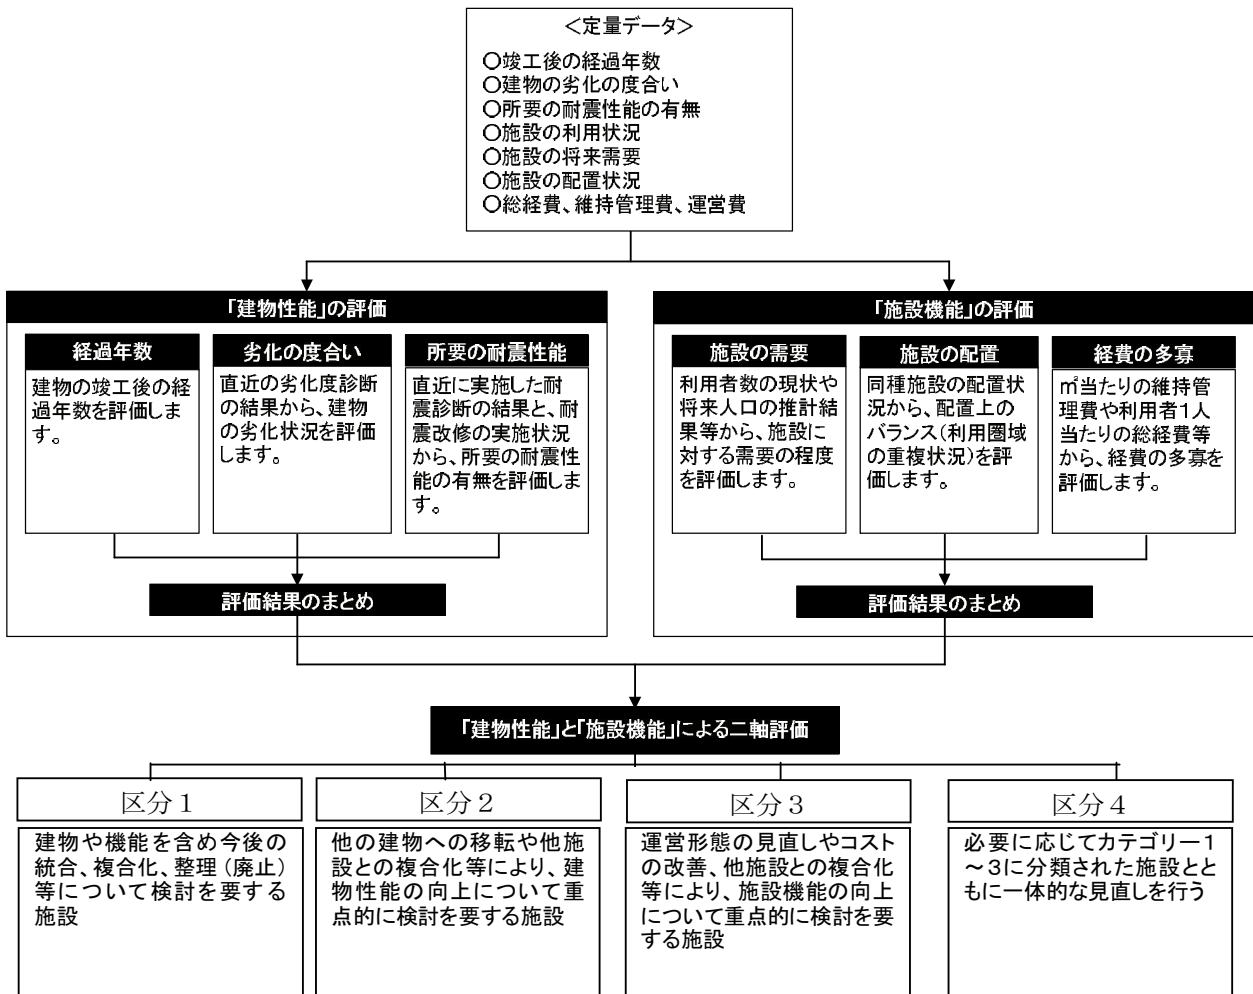 ＜定量データ＞
○竣工後の経過年数
○建物の劣化の度合い
○所要の耐震性能の有無
○施設の利用状況
○施設の将来需要
○施設の配置状況
○総経費、維持管理費、運営費
「建物性能」の評価
経過年数
建物の竣工後の経
過年数を評価しま
す。
劣化の度合い
直近の劣化度診断
の結果から、建物
の劣化状況を評価
します。
所要の耐震性能
直近に実施した耐
震診断の結果と、耐
震改修の実施状況
から、所要の耐震性
能の有無を評価しま
す。
評価結果のまとめ
「施設機能」の評価
施設の需要
利用者数の現状や
将来人口の推計結
果等から、施設に
対する需要の程度
を評価します。
施設の配置
同種施設の配置状
況から、配置上の
バランス（利用圏域
の重複状況）を評
価します。
経費の多寡
㎡当たりの維持管
理費や利用者１人
当たりの総経費等
から、経費の多寡を
評価します。
評価結果のまとめ
「建物性能」と「施設機能」による二軸評価
区分１
建物や機能を含め今後の
統合、複合化、整理（廃止）
等について検討を要する
施設
区分２
他の建物への移転や他施
設との複合化等により、建
物性能の向上について重
点的に検討を要する施設
区分３
運営形態の見直しやコスト
の改善、他施設との複合化
等により、施設機能の向上
について重点的に検討を要
する施設
区分４
必要に応じてカテゴリー１
～３に分類された施設とと
もに一体的な見直しを行う